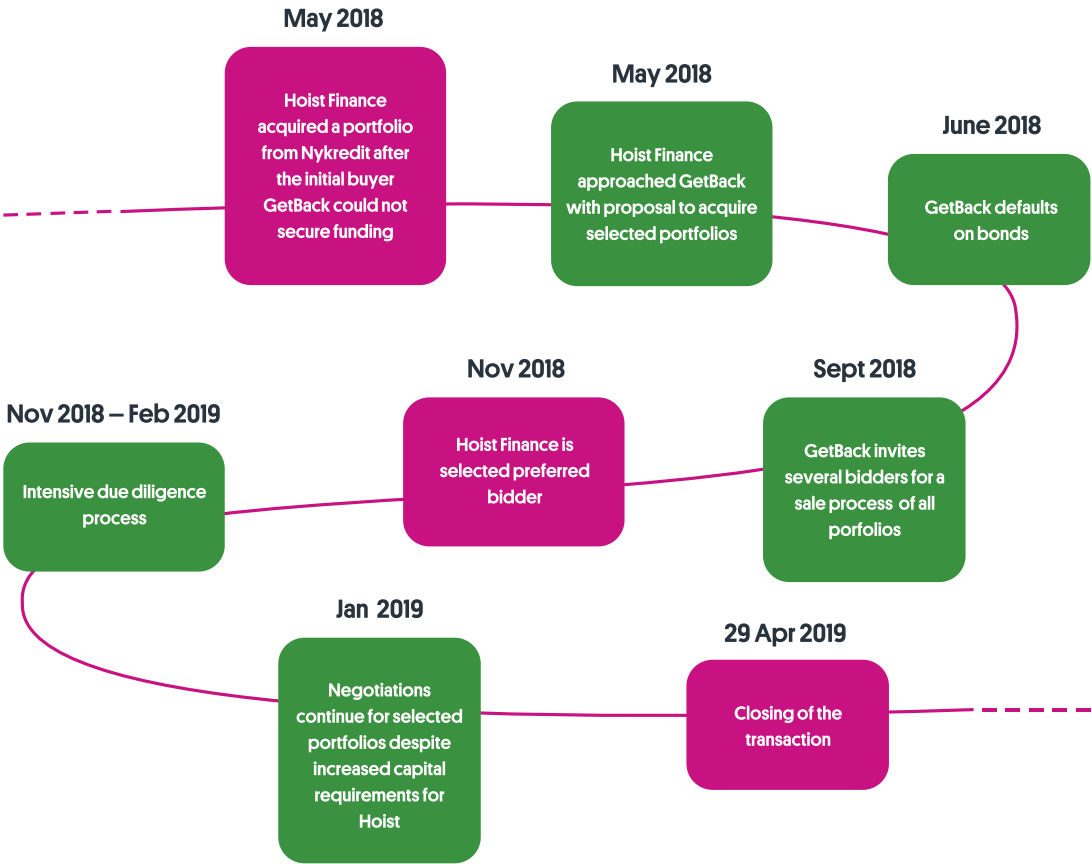 May 2018
Hoist Finance
acquired a portfolio
from Nykredit after
the initial buyer
GetBack could not
secure funding
May 2018
Hoist Finance
approached GetBack
with proposal to acquire
selected portfolios
June 2018
GetBack defaults
on bonds
Sept 2018
GetBack invites
several bidders for a
sale process of all
porfolios
Nov 2018
Hoist Finance is
selected preferred
bidder
Nov 2018 – Feb 2019
Intensive due diligence
process
Jan 2019
Negotiations
continue for selected
portfolios despite
increased capital
requirements for
Hoist
29 Apr 2019
Closing of the
transaction